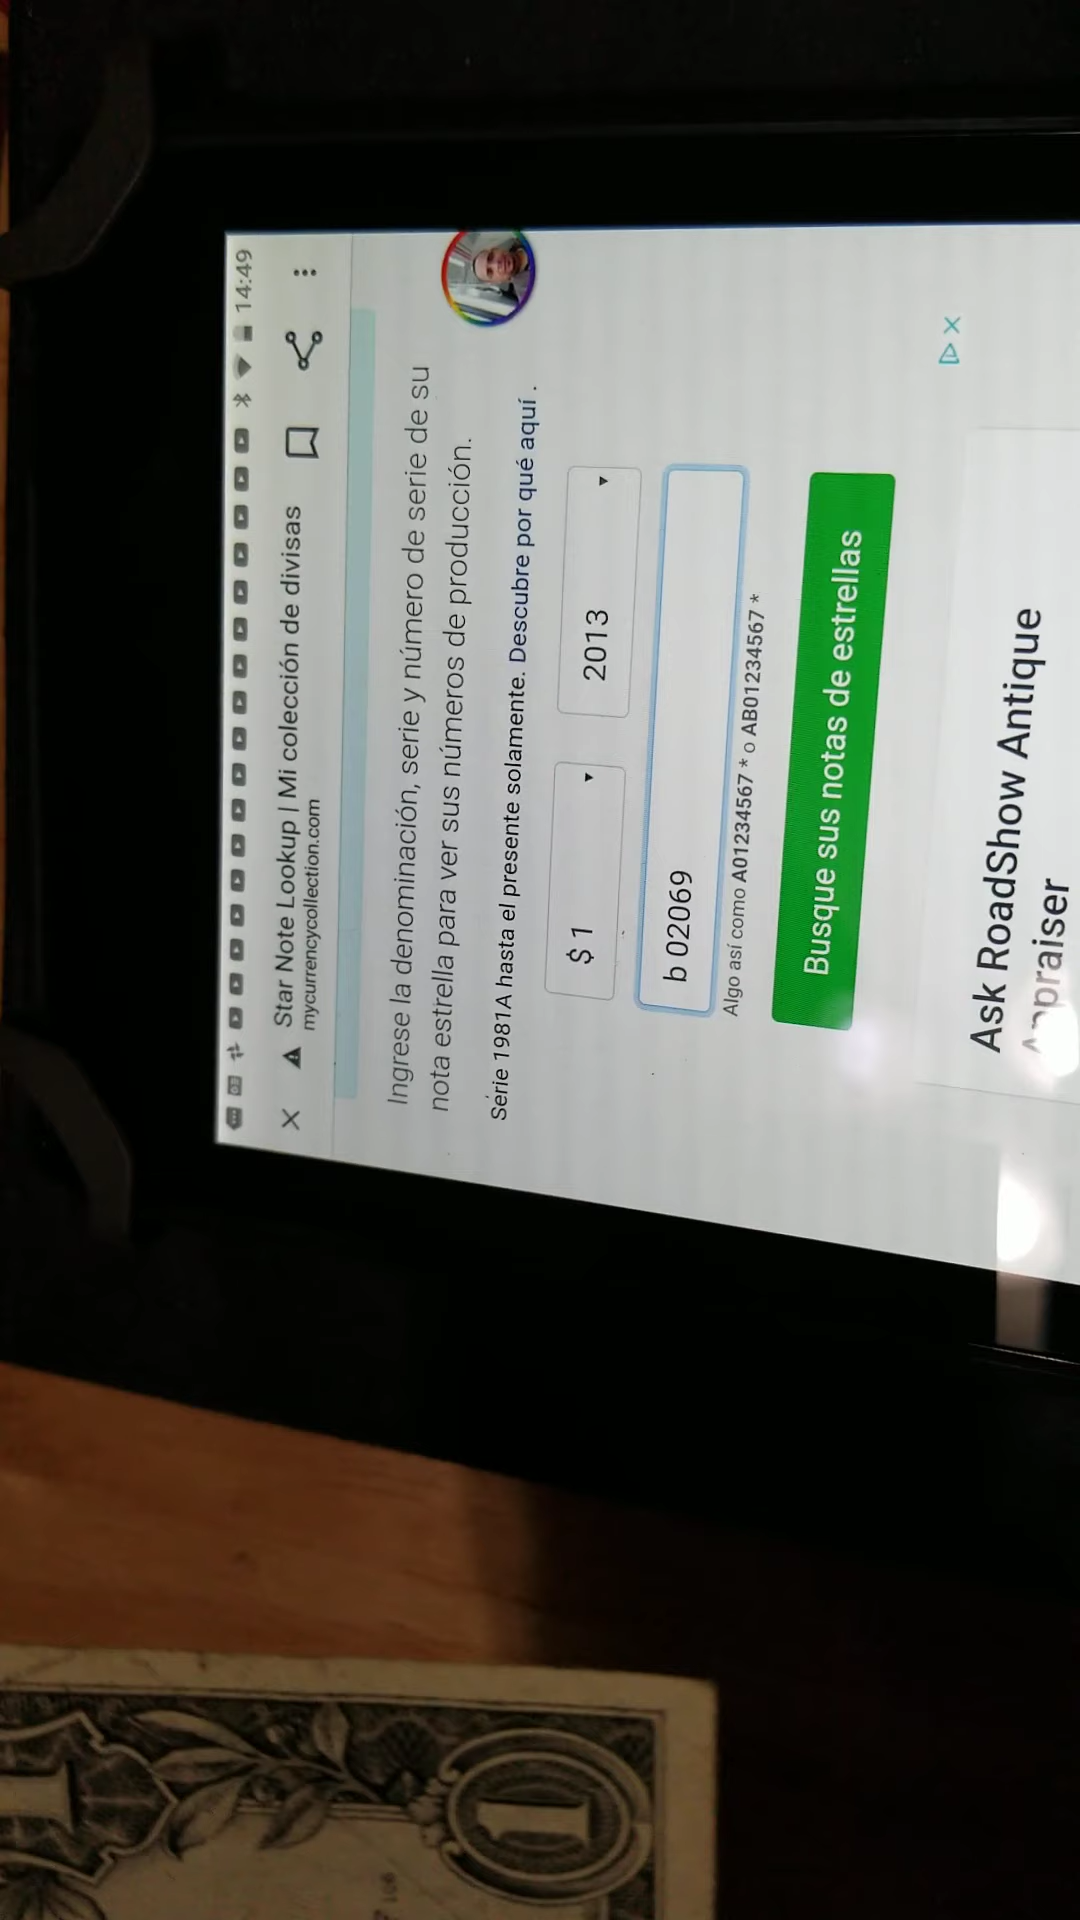 14:49
Star Note Lookup | Mi colección de divisas
mycurrencycollection.com
Ingrese la denominación, serie y número de serie de su
nota estrella para ver sus números de producción.
Serie 1981A hasta el presente solamente. Descubre por qué aquí .
$ 1 2013
b 02069
Algo así como A01234567 * o AB01234567 *
Busque sus notas de estrellas
Ask RoadShow Antique
Appraiser
1